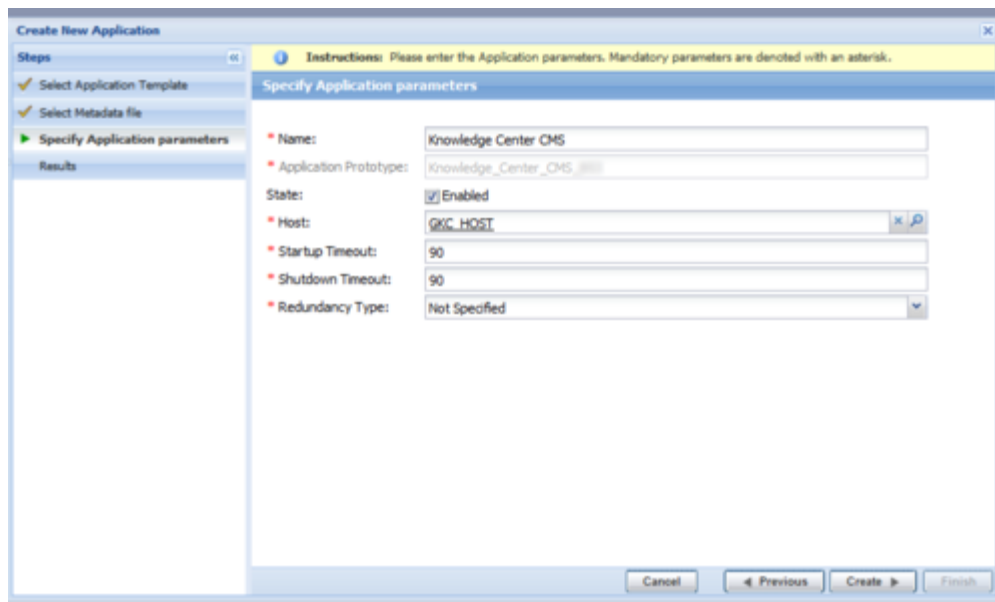 Create New Application
Steps
Instructions: Please enter the Application parameters. Mandatory parameters are denoted with an asterisk.
Select Application Template
Specify Application parameters
Select Metadata file
Specify Application parameters
Results
* Name: Knowledge Center CMS
* Application Prototype: Knowledge_Center_CMS_
State: Enabled
* Host: GKC_HOST
* Startup Timeout: 90
* Shutdown Timeout: 90
* Redundancy Type: Not Specified
Cancel Previous Create Finish